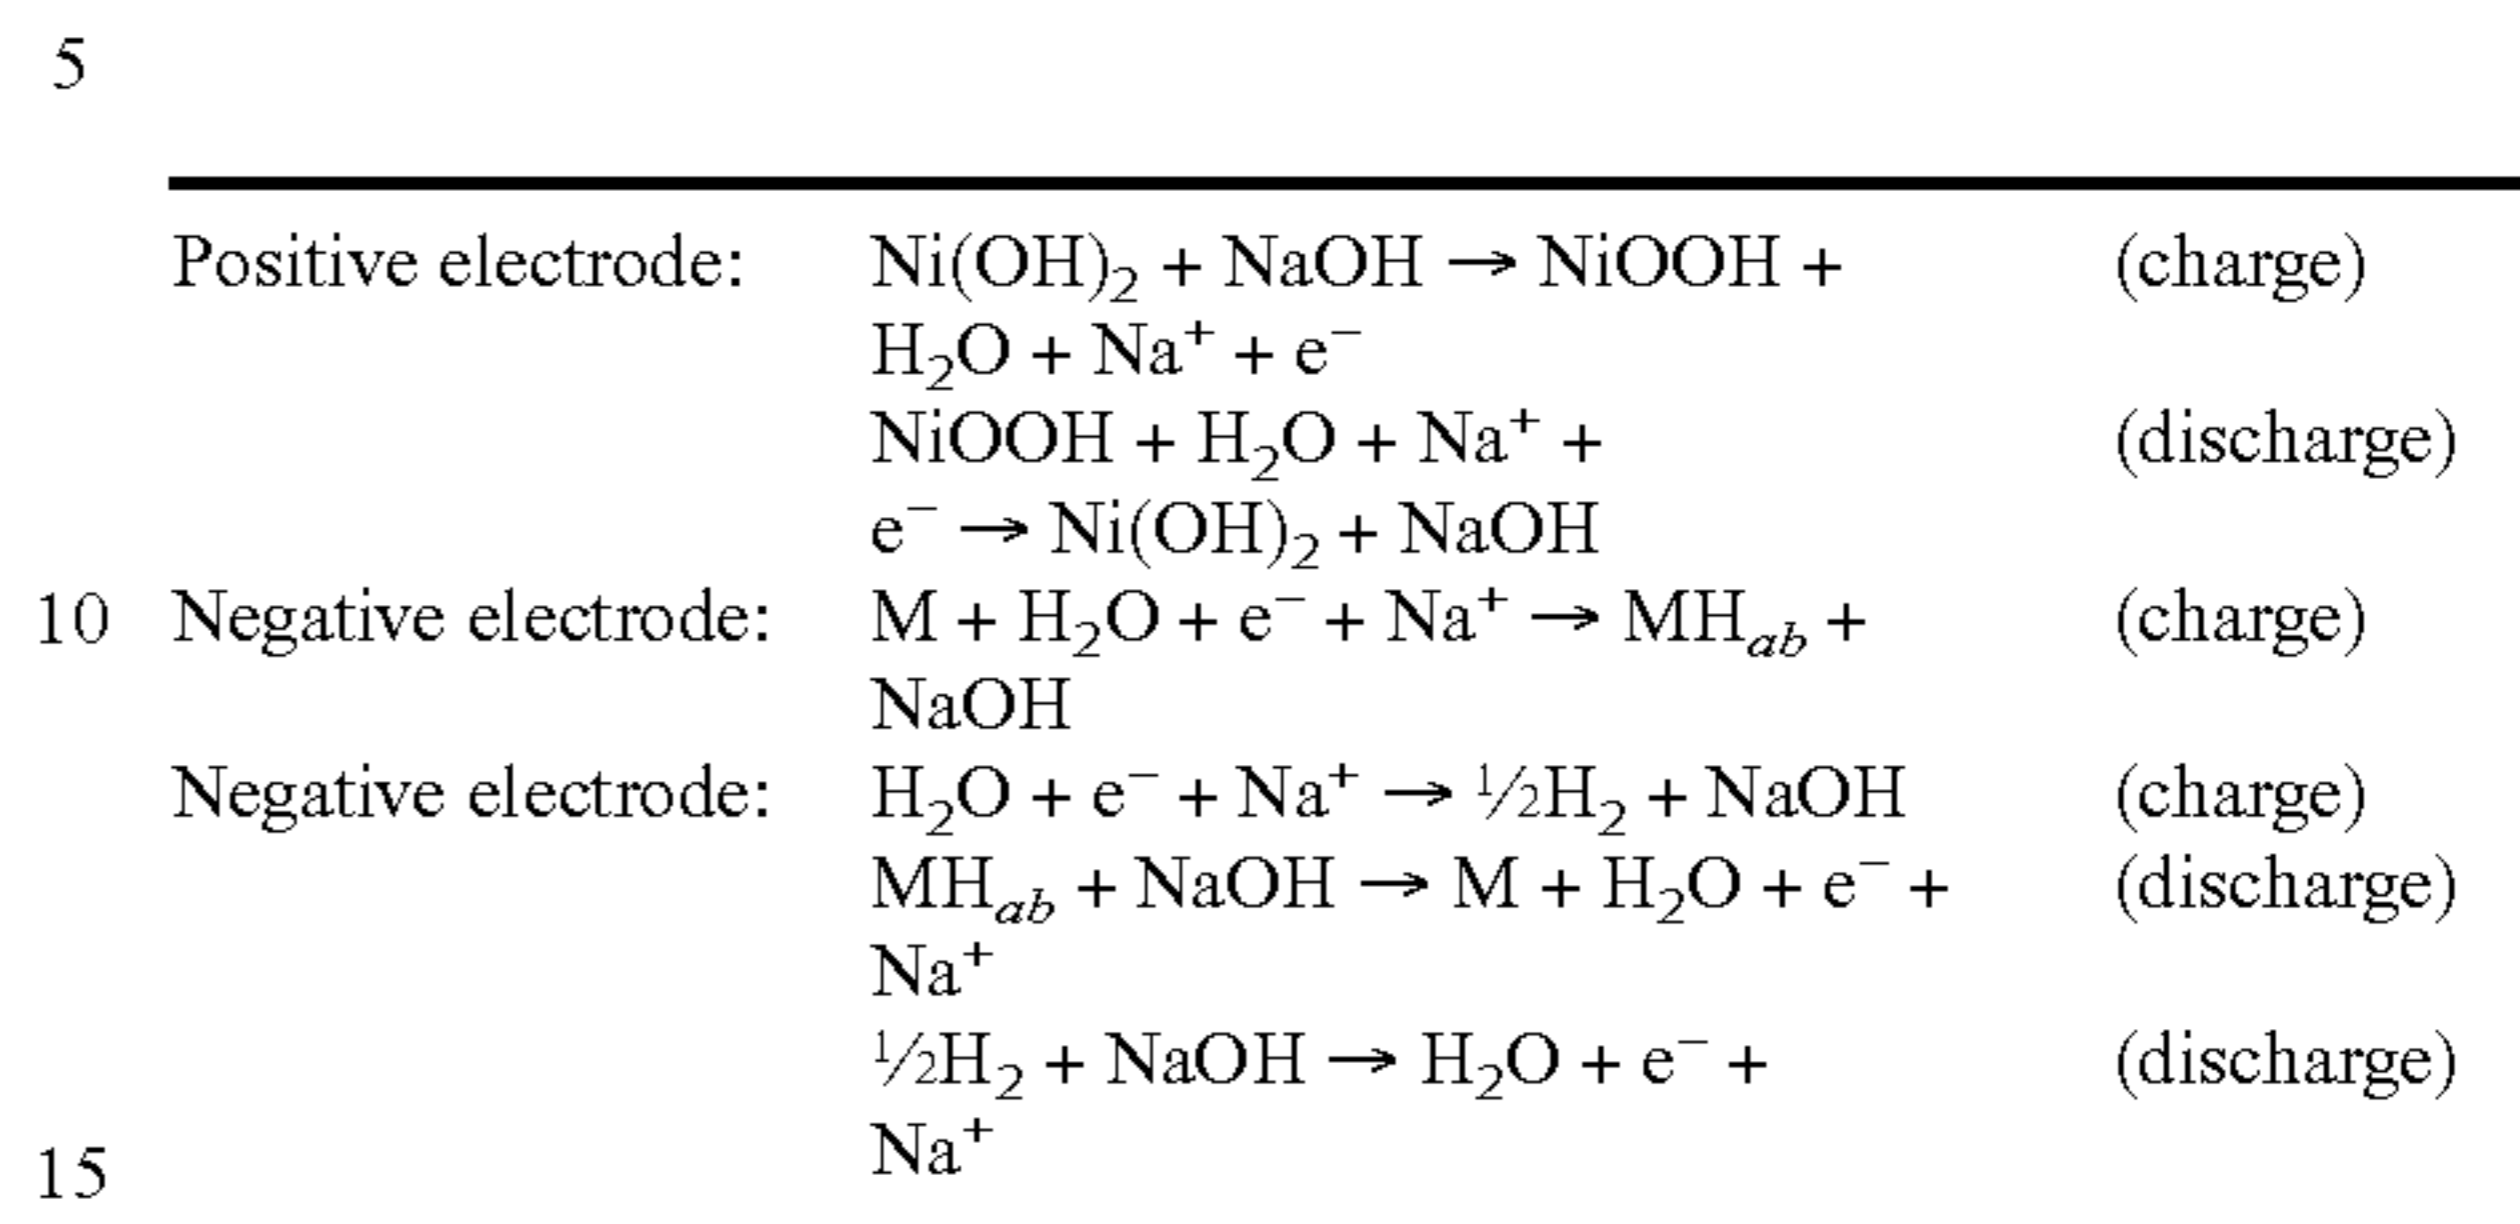 5
Positive electrode: Ni(OH)₂ + NaOH → NiOOH + (charge)
H₂O + Na⁺ + e⁻
NiOOH + H₂O + Na⁺ + (discharge)
e⁻ → Ni(OH)₂ + NaOH
10 Negative electrode: M + H₂O + e⁻ + Na⁺ → MH_ab + (charge)
NaOH
Negative electrode: H₂O + e⁻ + Na⁺ → ½H₂ + NaOH (charge)
MH_ab + NaOH → M + H₂O + e⁻ + (discharge)
Na⁺
½H₂ + NaOH → H₂O + e⁻ + (discharge)
Na⁺
15